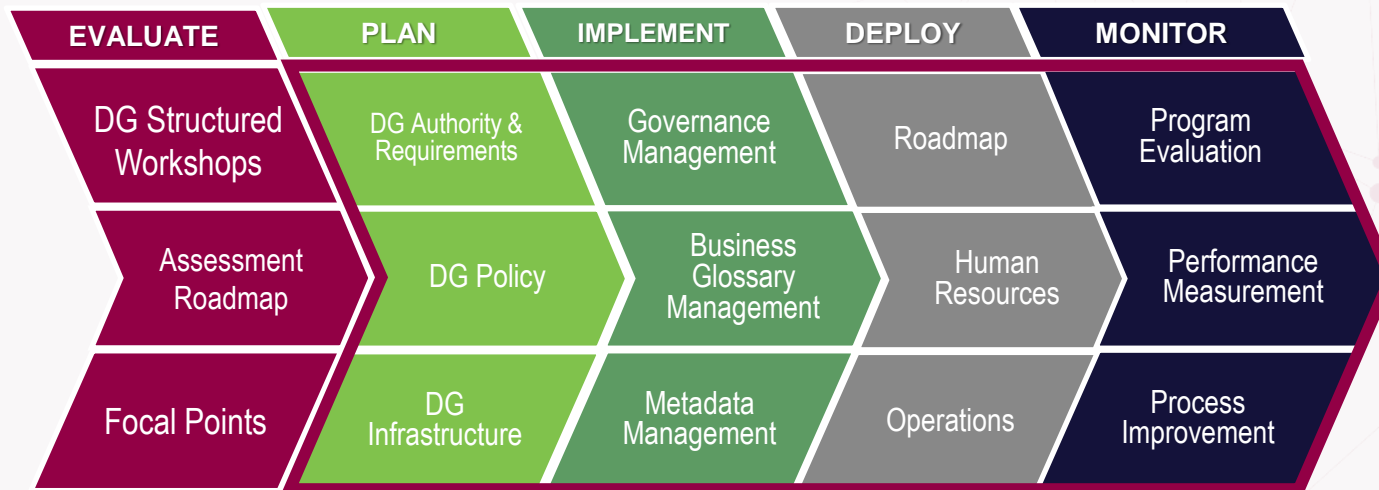 EVALUATE
PLAN
IMPLEMENT
DEPLOY
MONITOR
DG Structured
Workshops
DG Authority &
Requirements
Governance
Management
Roadmap
Program
Evaluation
Assessment
Roadmap
DG Policy
Business
Glossary
Management
Human
Resources
Performance
Measurement
Focal Points
DG
Infrastructure
Metadata
Management
Operations
Process
Improvement